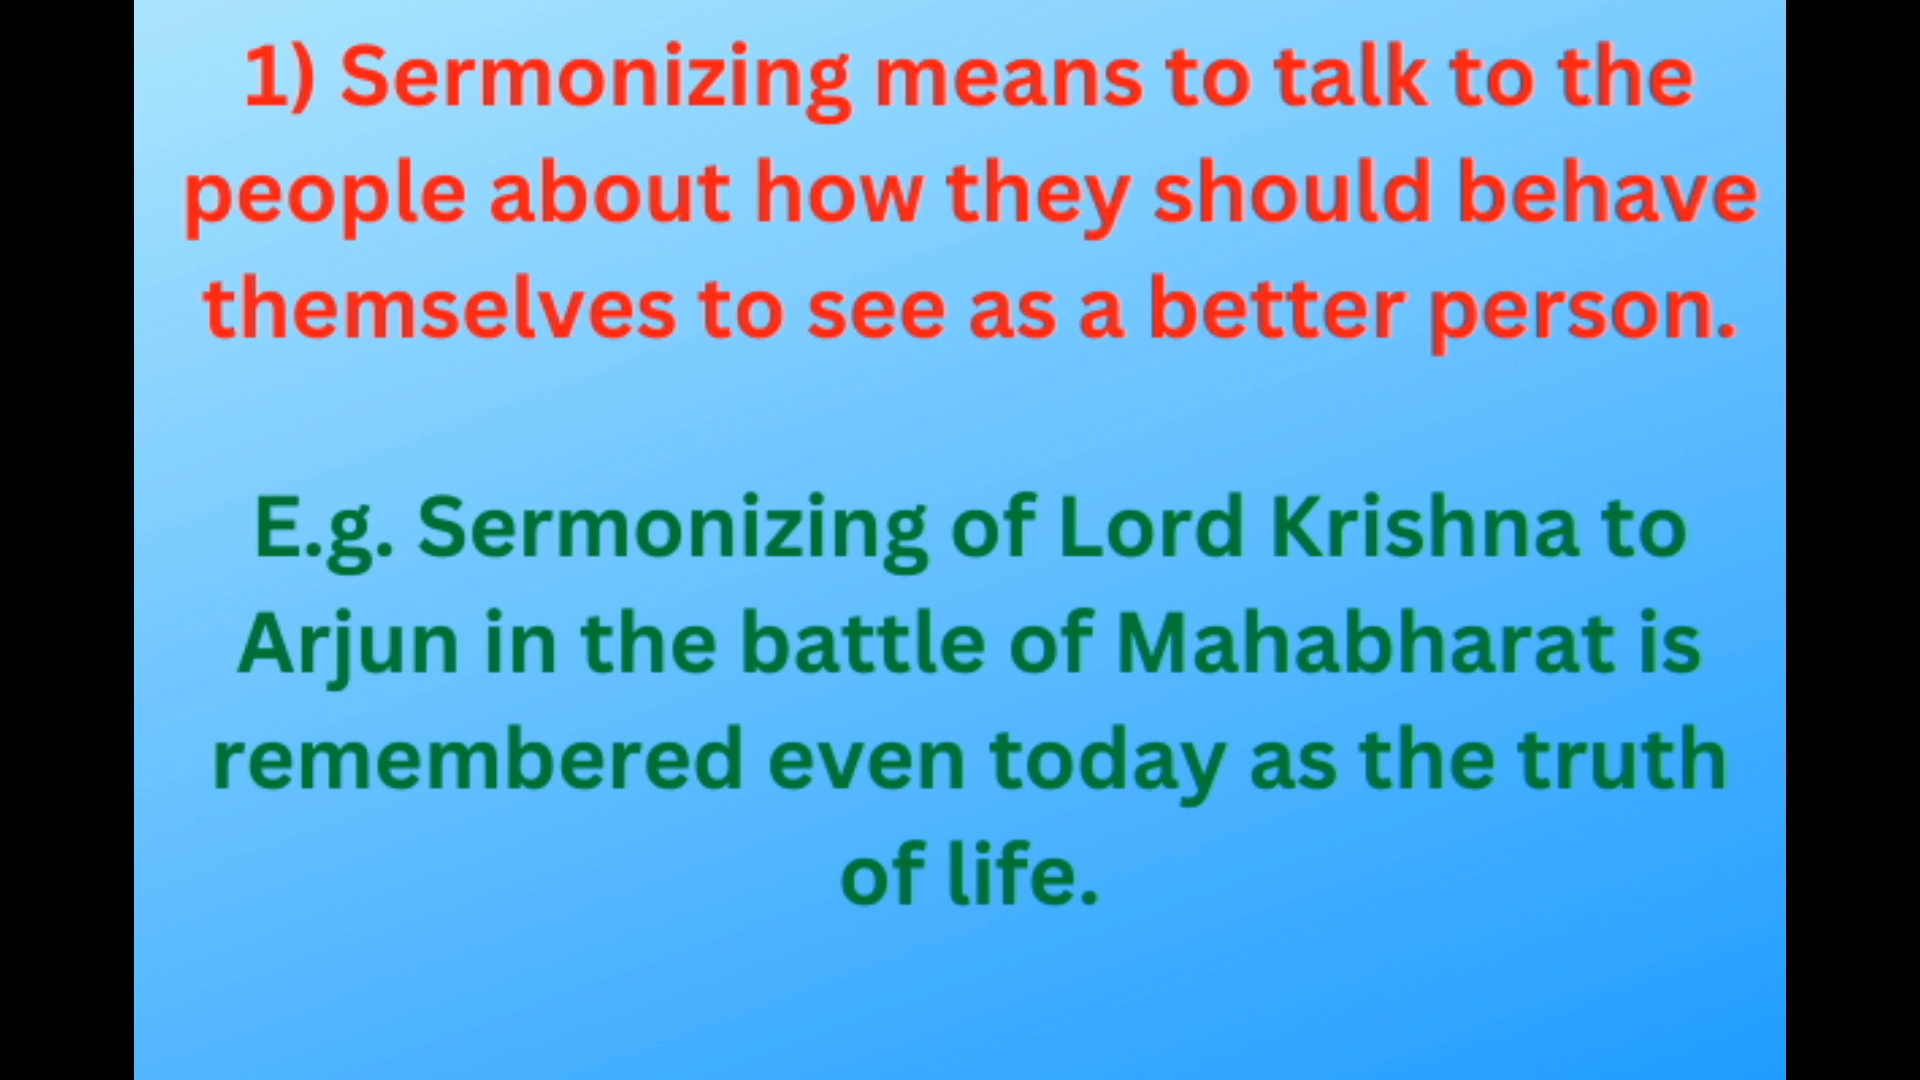 1) Sermonizing means to talk to the
people about how they should behave
themselves to see as a better person.
E.g. Sermonizing of Lord Krishna to
Arjun in the battle of Mahabharat is
remembered even today as the truth
of life.